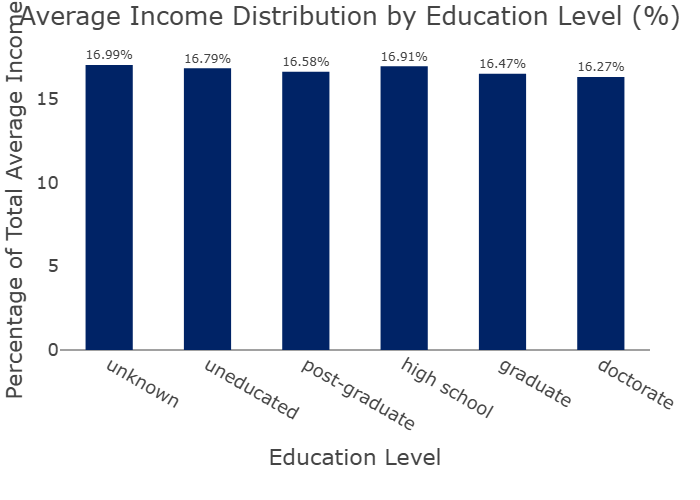 Average Income Distribution by Education Level (%)
Percentage of Total Average Income
16.99%
16.79%
16.58%
16.91%
16.47%
16.27%
15
10
5
0
unknown
uneducated
post-graduate
high school
graduate
doctorate
Education Level